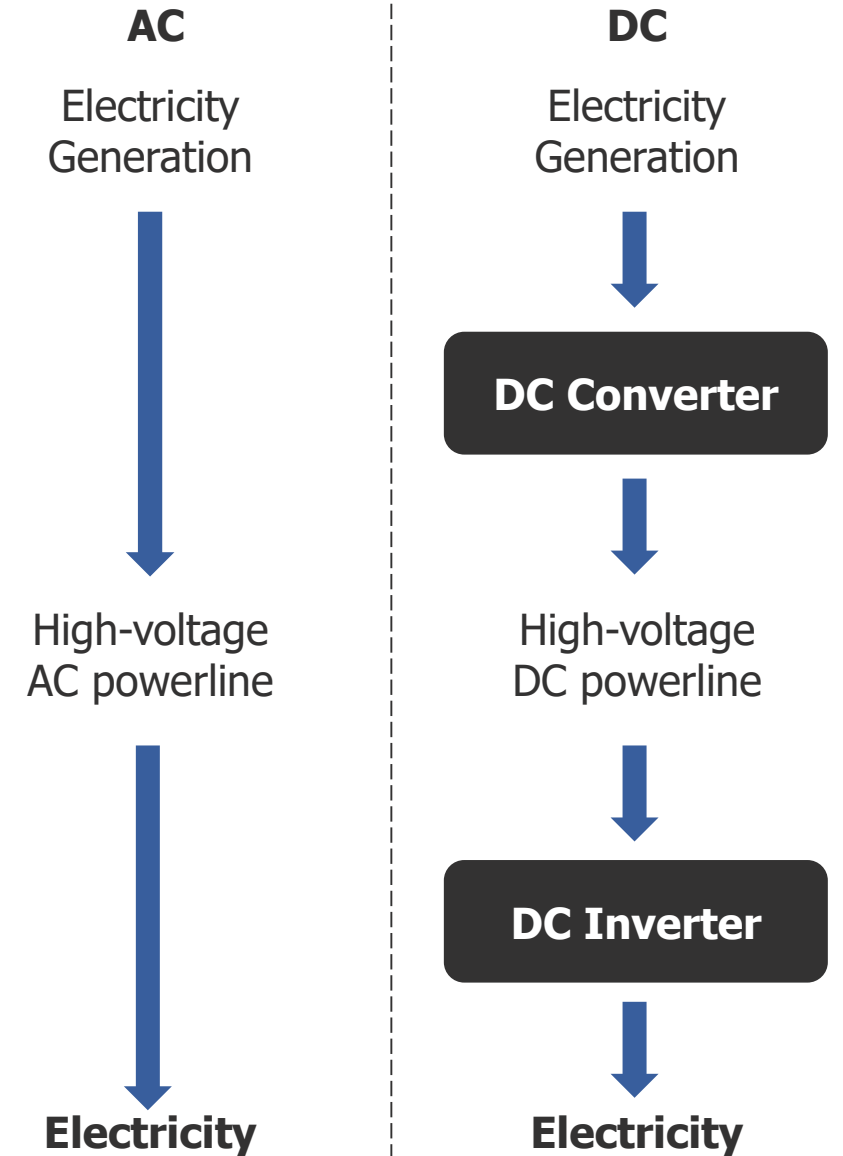 AC
Electricity
Generation
High-voltage
AC powerline
Electricity
DC
Electricity
Generation
DC Converter
High-voltage
DC powerline
DC Inverter
Electricity